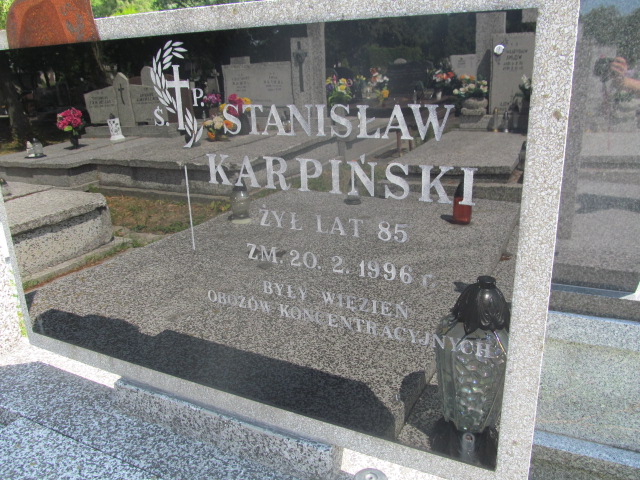 Ś. P.
STANISŁAW
KARPIŃSKI
ŻYŁ LAT 85
ZM. 20. 2. 1996 r.
BYŁY WIĘZIEŃ
OBOZÓW KONCENTRACYJNYCH